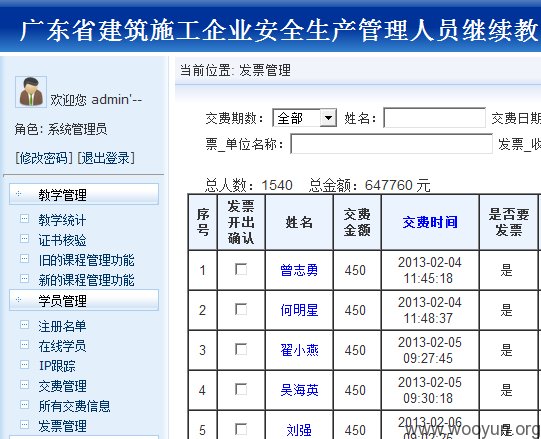 广东省建筑施工企业安全生产管理人员继续教
当前位置: 发票管理
欢迎您 admin'--
角色: 系统管理员
[修改密码] [退出登录]
教学管理
教学统计
证书核验
旧的课程管理功能
新的课程管理功能
学员管理
注册名单
在线学员
IP跟踪
交费管理
所有交费信息
发票管理
交费期数: 全部 姓名: 交费日期
票_单位名称: 发票_收
总人数: 1540 总金额: 647760 元
序号 发票开出确认 姓名 交费金额 交费时间 是否要发票
1 曾志勇 450 2013-02-04 11:45:18 是
2 何明星 450 2013-02-04 11:48:37 是
3 翟小燕 450 2013-02-05 09:27:45 是
4 吴海英 450 2013-02-05 09:30:18 是
5 刘强 450 2013-02-06 是
www.wooyun.org